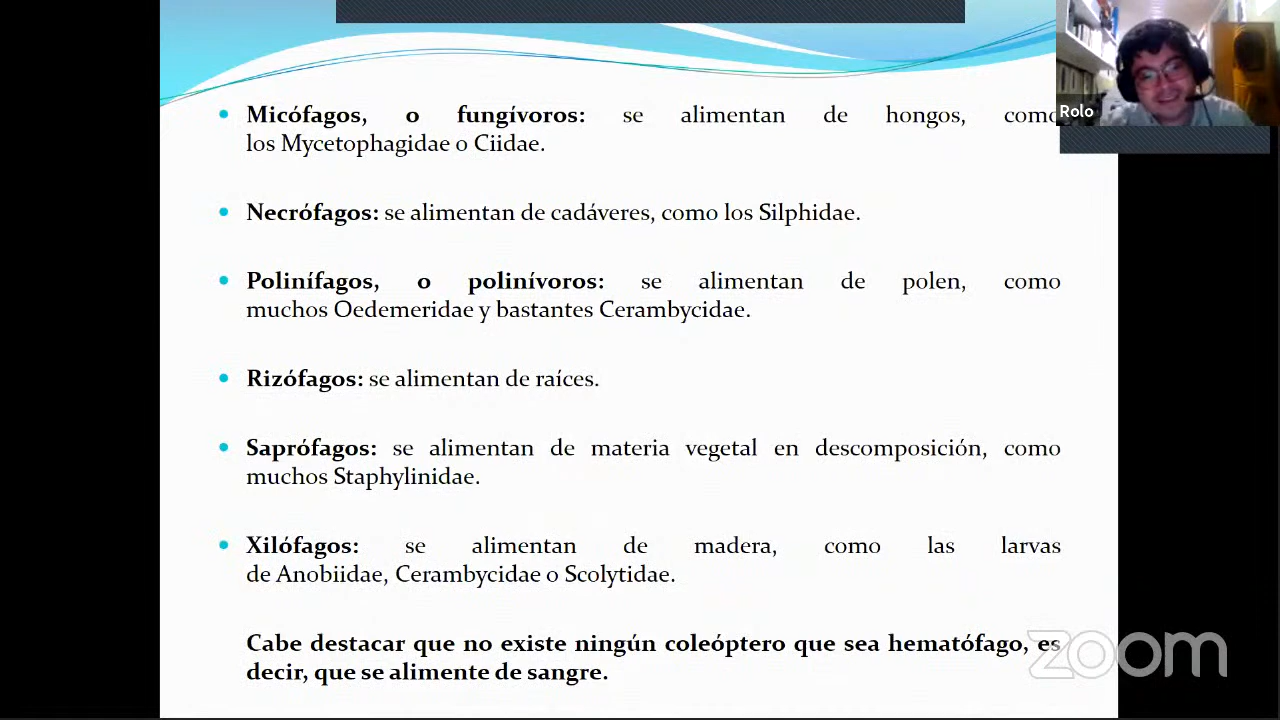 Micófagos, o fungívoros: se alimentan de hongos, como
los Mycetophagidae o Ciidae.
Rolo
Necrófagos: se alimentan de cadáveres, como los Silphidae.
Polinífagos, o polinívoros: se alimentan de polen, como
muchos Oedemeridae y bastantes Cerambycidae.
Rizófagos: se alimentan de raíces.
Saprófagos: se alimentan de materia vegetal en descomposición, como
muchos Staphylinidae.
Xilófagos: se alimentan de madera, como las larvas
de Anobiidae, Cerambycidae o Scolytidae.
Cabe destacar que no existe ningún coleóptero que sea hematófago, es
decir, que se alimente de sangre.
zoom